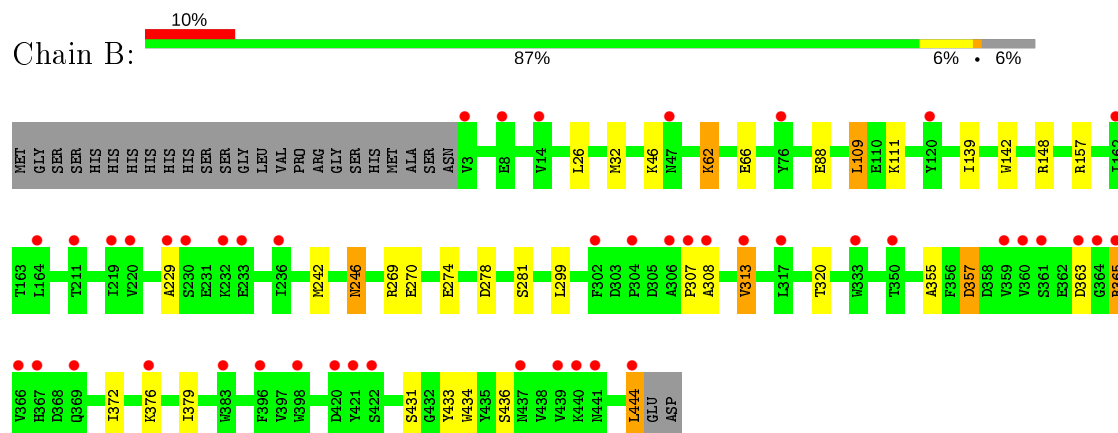 10%
Chain B:
87%
6%
•
6%
MET GLY SER SER HIS HIS HIS HIS HIS HIS SER SER GLY LEU VAL PRO ARG GLY SER HIS MET ALA SER ASN V3 E8 V14 L26 M32 K46 N47 K62 E66 Y76 E88 L109 E110 K111 Y120 I139 W142 R148 R157 I162
T163 L164 T211 I219 V220 A229 S230 E231 K232 E233 I236 M242 N246 R269 E270 E274 D278 S281 L299 F302 D303 P304 D305 A306 P307 A308 V313 L317 T320 W333 T350 A355 F356 D357 D358 V359 V360 S361 E362 D363 G364 R365
V366 H367 D368 Q369 I372 K376 I379 W383 F396 V397 W398 D420 Y421 S422 S431 G432 Y433 W434 Y435 S436 N437 V438 V439 K440 N441 L444 GLU ASP